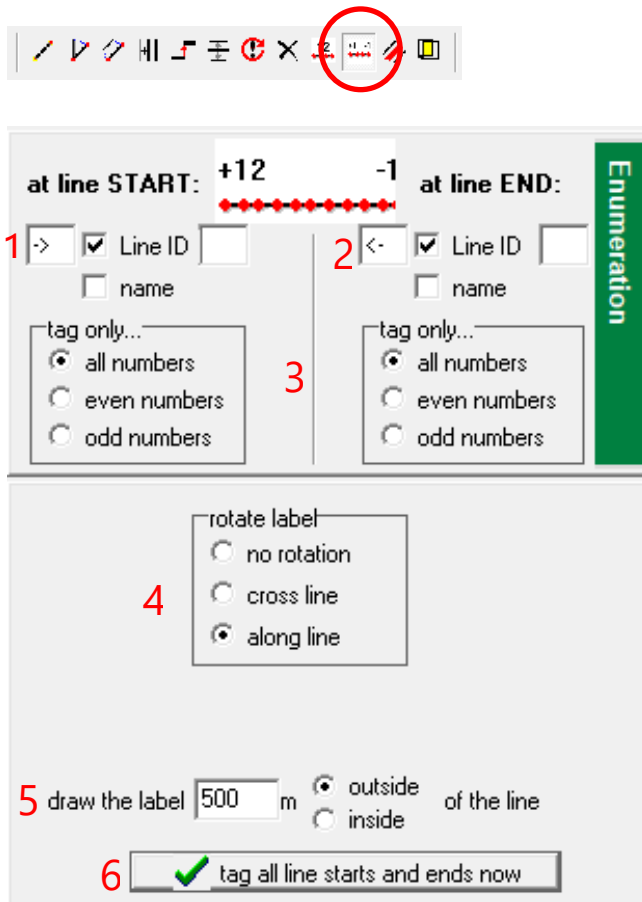 +12 -1
at line START: at line END:
1 -> Line ID 2 <- Line ID
name name
Enumeration
tag only... tag only...
all numbers 3 all numbers
even numbers even numbers
odd numbers odd numbers
rotate label
no rotation
4 cross line
along line
5 draw the label 500 m outside of the line
inside
6 tag all line starts and ends now